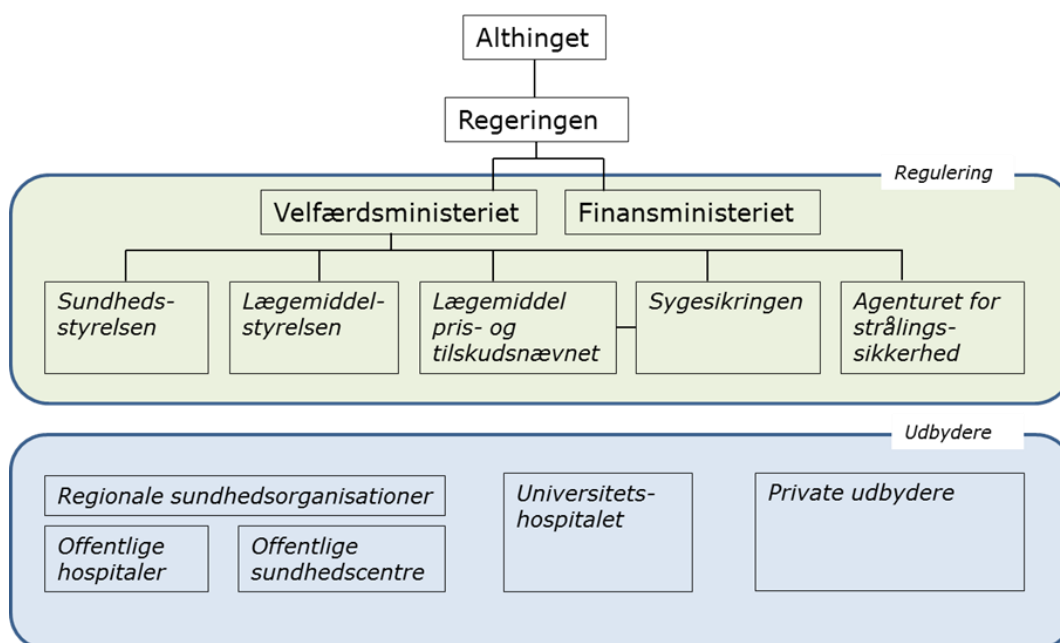 Althinget
Regeringen
Regulering
Velfærdsministeriet
Finansministeriet
Sundheds-
styrelsen
Lægemiddel-
styrelsen
Lægemiddel
pris- og
tilskudsnævnet
Sygesikringen
Agenturet for
strålings-
sikkerhed
Udbydere
Regionale sundhedsorganisationer
Offentlige
hospitaler
Offentlige
sundhedscentre
Universitets-
hospitalet
Private udbydere